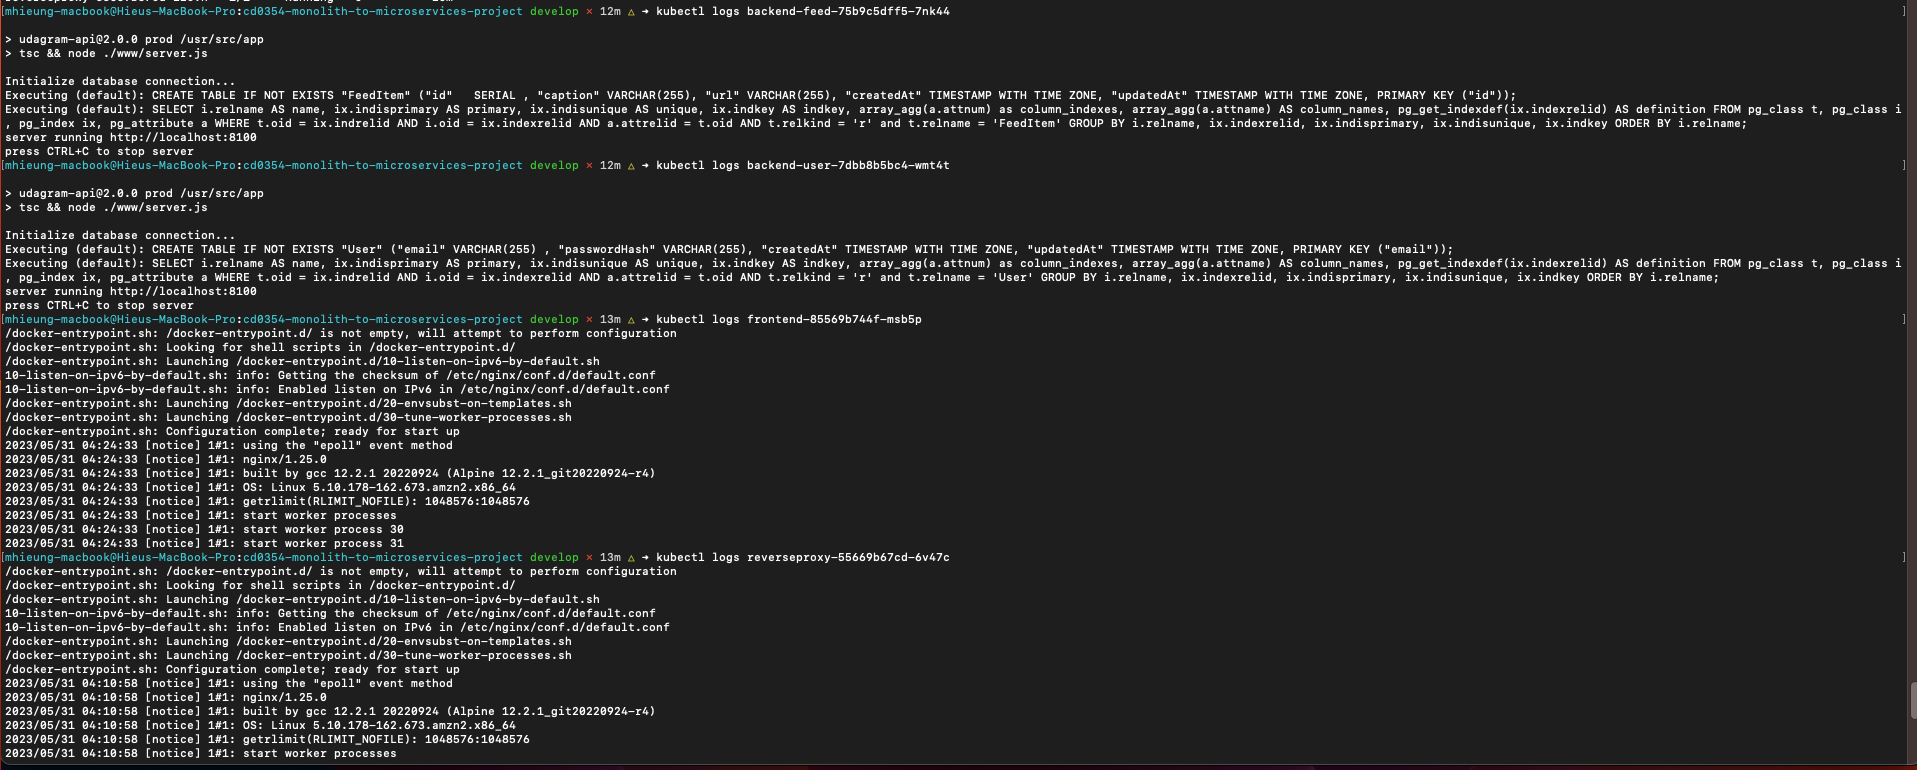 [mhieung-macbook@Hieus-MacBook-Pro:cd0354-monolith-to-microservices-project develop × 12m △ ➜ kubectl logs backend-feed-75b9c5dff5-7nk44 ]
> udagram-api@2.0.0 prod /usr/src/app
> tsc && node ./www/server.js
Initialize database connection...
Executing (default): CREATE TABLE IF NOT EXISTS "FeedItem" ("id"   SERIAL , "caption" VARCHAR(255), "url" VARCHAR(255), "createdAt" TIMESTAMP WITH TIME ZONE, "updatedAt" TIMESTAMP WITH TIME ZONE, PRIMARY KEY ("id"));
Executing (default): SELECT i.relname AS name, ix.indisprimary AS primary, ix.indisunique AS unique, ix.indkey AS indkey, array_agg(a.attnum) as column_indexes, array_agg(a.attname) AS column_names, pg_get_indexdef(ix.indexrelid) AS definition FROM pg_class t, pg_class i
, pg_index ix, pg_attribute a WHERE t.oid = ix.indrelid AND i.oid = ix.indexrelid AND a.attrelid = t.oid AND t.relkind = 'r' and t.relname = 'FeedItem' GROUP BY i.relname, ix.indexrelid, ix.indisprimary, ix.indisunique, ix.indkey ORDER BY i.relname;
server running http://localhost:8100
press CTRL+C to stop server
[mhieung-macbook@Hieus-MacBook-Pro:cd0354-monolith-to-microservices-project develop × 12m △ ➜ kubectl logs backend-user-7dbb8b5bc4-wmt4t ]
> udagram-api@2.0.0 prod /usr/src/app
> tsc && node ./www/server.js
Initialize database connection...
Executing (default): CREATE TABLE IF NOT EXISTS "User" ("email" VARCHAR(255) , "passwordHash" VARCHAR(255), "createdAt" TIMESTAMP WITH TIME ZONE, "updatedAt" TIMESTAMP WITH TIME ZONE, PRIMARY KEY ("email"));
Executing (default): SELECT i.relname AS name, ix.indisprimary AS primary, ix.indisunique AS unique, ix.indkey AS indkey, array_agg(a.attnum) as column_indexes, array_agg(a.attname) AS column_names, pg_get_indexdef(ix.indexrelid) AS definition FROM pg_class t, pg_class i
, pg_index ix, pg_attribute a WHERE t.oid = ix.indrelid AND i.oid = ix.indexrelid AND a.attrelid = t.oid AND t.relkind = 'r' and t.relname = 'User' GROUP BY i.relname, ix.indexrelid, ix.indisprimary, ix.indisunique, ix.indkey ORDER BY i.relname;
server running http://localhost:8100
press CTRL+C to stop server
[mhieung-macbook@Hieus-MacBook-Pro:cd0354-monolith-to-microservices-project develop × 13m △ ➜ kubectl logs frontend-85569b744f-msb5p ]
/docker-entrypoint.sh: /docker-entrypoint.d/ is not empty, will attempt to perform configuration
/docker-entrypoint.sh: Looking for shell scripts in /docker-entrypoint.d/
/docker-entrypoint.sh: Launching /docker-entrypoint.d/10-listen-on-ipv6-by-default.sh
10-listen-on-ipv6-by-default.sh: info: Getting the checksum of /etc/nginx/conf.d/default.conf
10-listen-on-ipv6-by-default.sh: info: Enabled listen on IPv6 in /etc/nginx/conf.d/default.conf
/docker-entrypoint.sh: Launching /docker-entrypoint.d/20-envsubst-on-templates.sh
/docker-entrypoint.sh: Launching /docker-entrypoint.d/30-tune-worker-processes.sh
/docker-entrypoint.sh: Configuration complete; ready for start up
2023/05/31 04:24:33 [notice] 1#1: using the "epoll" event method
2023/05/31 04:24:33 [notice] 1#1: nginx/1.25.0
2023/05/31 04:24:33 [notice] 1#1: built by gcc 12.2.1 20220924 (Alpine 12.2.1_git20220924-r4)
2023/05/31 04:24:33 [notice] 1#1: OS: Linux 5.10.178-162.673.amzn2.x86_64
2023/05/31 04:24:33 [notice] 1#1: getrlimit(RLIMIT_NOFILE): 1048576:1048576
2023/05/31 04:24:33 [notice] 1#1: start worker processes
2023/05/31 04:24:33 [notice] 1#1: start worker process 30
2023/05/31 04:24:33 [notice] 1#1: start worker process 31
[mhieung-macbook@Hieus-MacBook-Pro:cd0354-monolith-to-microservices-project develop × 13m △ ➜ kubectl logs reverseproxy-55669b67cd-6v47c ]
/docker-entrypoint.sh: /docker-entrypoint.d/ is not empty, will attempt to perform configuration
/docker-entrypoint.sh: Looking for shell scripts in /docker-entrypoint.d/
/docker-entrypoint.sh: Launching /docker-entrypoint.d/10-listen-on-ipv6-by-default.sh
10-listen-on-ipv6-by-default.sh: info: Getting the checksum of /etc/nginx/conf.d/default.conf
10-listen-on-ipv6-by-default.sh: info: Enabled listen on IPv6 in /etc/nginx/conf.d/default.conf
/docker-entrypoint.sh: Launching /docker-entrypoint.d/20-envsubst-on-templates.sh
/docker-entrypoint.sh: Launching /docker-entrypoint.d/30-tune-worker-processes.sh
/docker-entrypoint.sh: Configuration complete; ready for start up
2023/05/31 04:10:58 [notice] 1#1: using the "epoll" event method
2023/05/31 04:10:58 [notice] 1#1: nginx/1.25.0
2023/05/31 04:10:58 [notice] 1#1: built by gcc 12.2.1 20220924 (Alpine 12.2.1_git20220924-r4)
2023/05/31 04:10:58 [notice] 1#1: OS: Linux 5.10.178-162.673.amzn2.x86_64
2023/05/31 04:10:58 [notice] 1#1: getrlimit(RLIMIT_NOFILE): 1048576:1048576
2023/05/31 04:10:58 [notice] 1#1: start worker processes